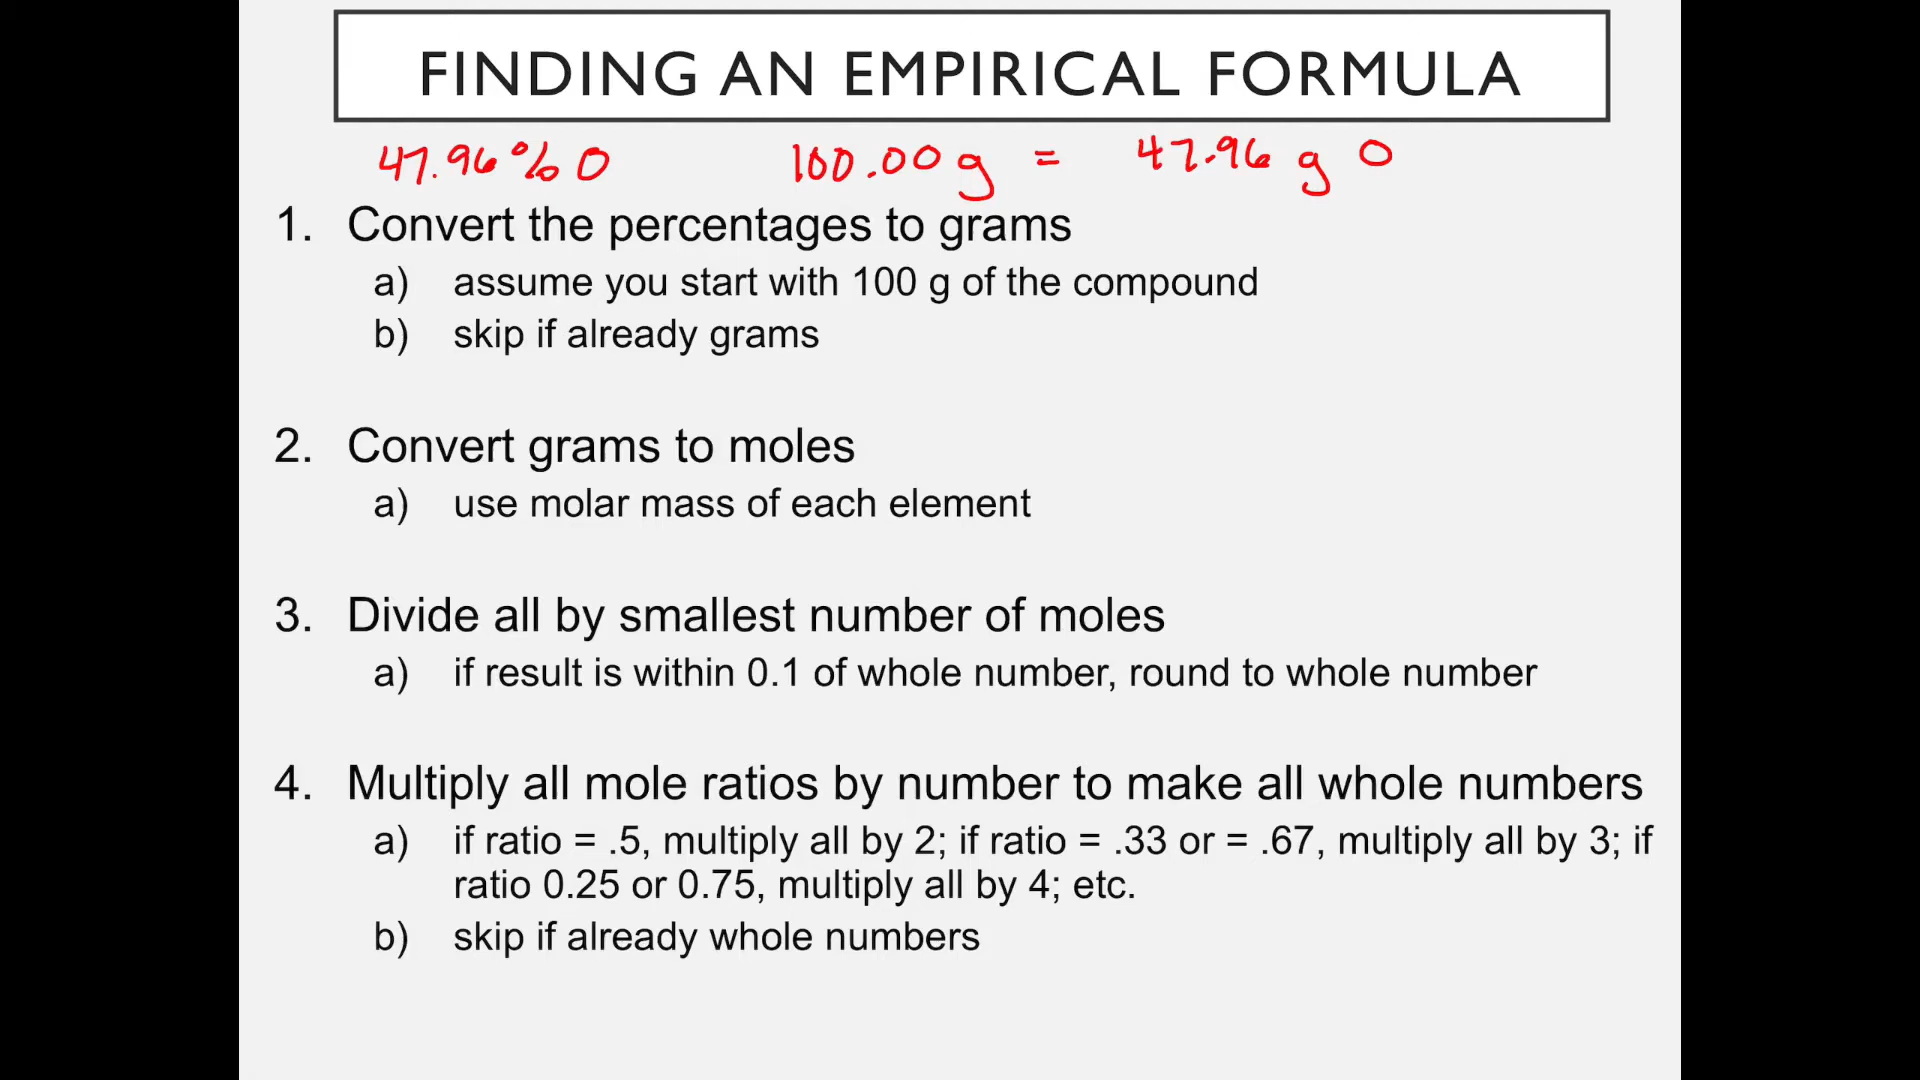 FINDING AN EMPIRICAL FORMULA
47.96 % O 100.00 g = 47.96 g O
1. Convert the percentages to grams
a) assume you start with 100 g of the compound
b) skip if already grams
2. Convert grams to moles
a) use molar mass of each element
3. Divide all by smallest number of moles
a) if result is within 0.1 of whole number, round to whole number
4. Multiply all mole ratios by number to make all whole numbers
a) if ratio = .5, multiply all by 2; if ratio = .33 or = .67, multiply all by 3; if
ratio 0.25 or 0.75, multiply all by 4; etc.
b) skip if already whole numbers